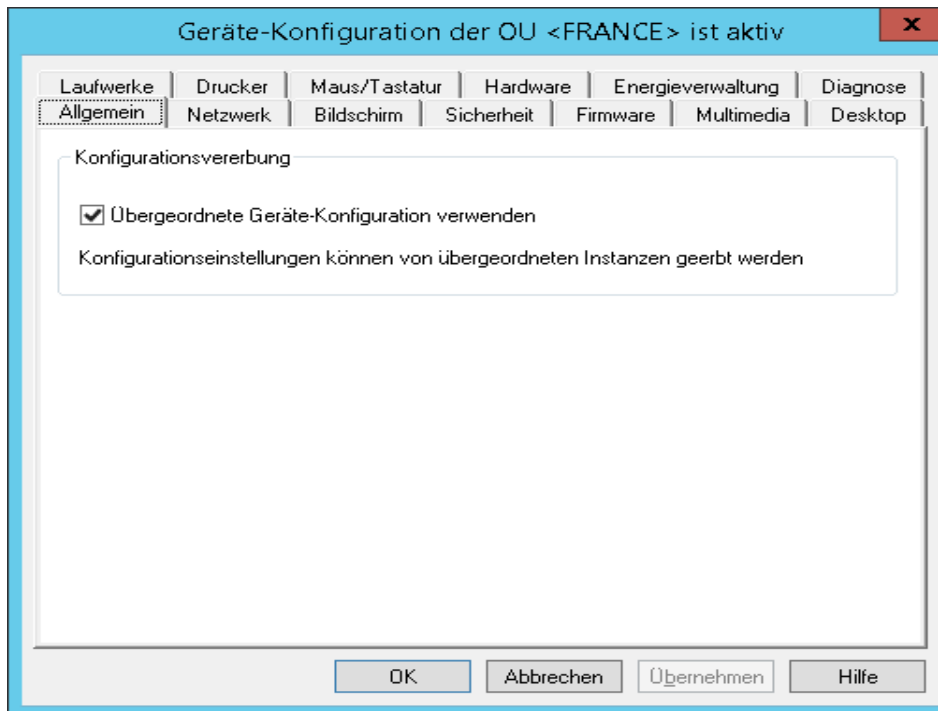 Geräte-Konfiguration der OU <FRANCE> ist aktiv
x
Laufwerke Drucker Maus/Tastatur Hardware Energieverwaltung Diagnose
Allgemein Netzwerk Bildschirm Sicherheit Firmware Multimedia Desktop
Konfigurationsvererbung
Übergeordnete Geräte-Konfiguration verwenden
Konfigurationseinstellungen können von übergeordneten Instanzen geerbt werden
OK Abbrechen Übernehmen Hilfe